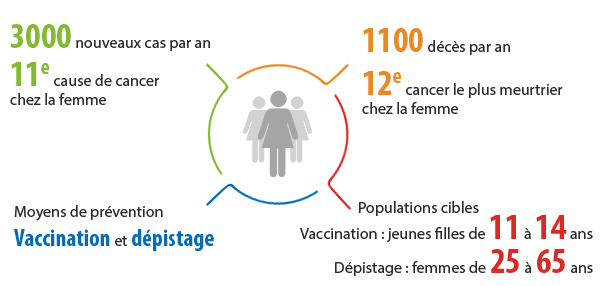 3000 nouveaux cas par an
11e cause de cancer
chez la femme
1100 décès par an
12e cancer le plus meurtrier
chez la femme
Moyens de prévention
Vaccination et dépistage
Populations cibles
Vaccination : jeunes filles de 11 à 14 ans
Dépistage : femmes de 25 à 65 ans